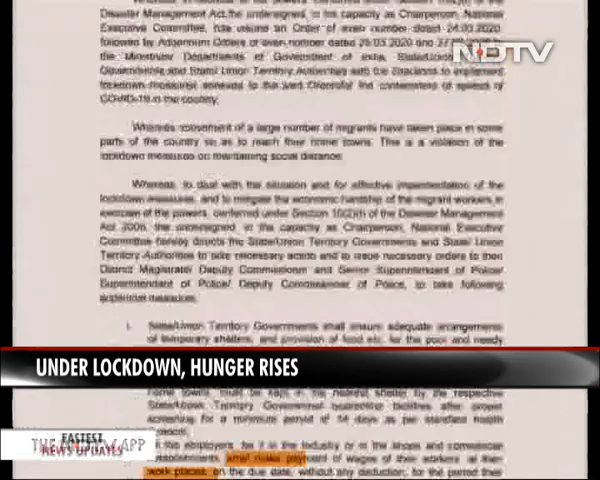 Disaster Management Act, the undersigned, in his capacity as Chairperson, National
Executive Committee, has issued an Order of even number dated 24.03.2020
followed by Addendum Orders of even number dated 25.03.2020 and
NDTV
the Ministries/ Departments of Government of India, State/Union
Territory Authorities with the directions to implement
lockdown measures annexed to the said Orders for the containment of spread of
COVID-19 in the country.
Whereas, movement of a large number of migrants have taken place in some
parts of the country so as to reach their home towns. This is a violation of the
lockdown measures on maintaining social distance.
Whereas, to deal with the situation and for effective implementation of the
lockdown measures, and to mitigate the economic hardship of the migrant workers in
exercise of the powers, conferred under Section 10(2)(l) of the Disaster Management
Act 2005, the undersigned, in the capacity as Chairperson, National Executive
Committee hereby directs the State/Union Territory Governments and State/ Union
Territory Authorities to take necessary action and to issue necessary orders to their
District Magistrate/ Deputy Commissioner and Senior Superintendent of Police/
Superintendent of Police/ Deputy Commissioner of Police, to take following
additional measures:
i. State/Union Territory Governments shall ensure adequate arrangements
of temporary shelters, and provision of food etc. for the poor and needy
UNDER LOCKDOWN, HUNGER RISES
home towns, must be kept in the nearest shelter by the respective
State/Union Territory Government quarantine facilities after proper
screening for a minimum period of 14 days as per standard health
THE NDTV APP
FASTEST
NEWS UPDATES
the employers, be it in the Industry or in the shops and commercial
establishments, shall make payment of wages of their workers, at their
work places, on the due date, without any deduction, for the period their